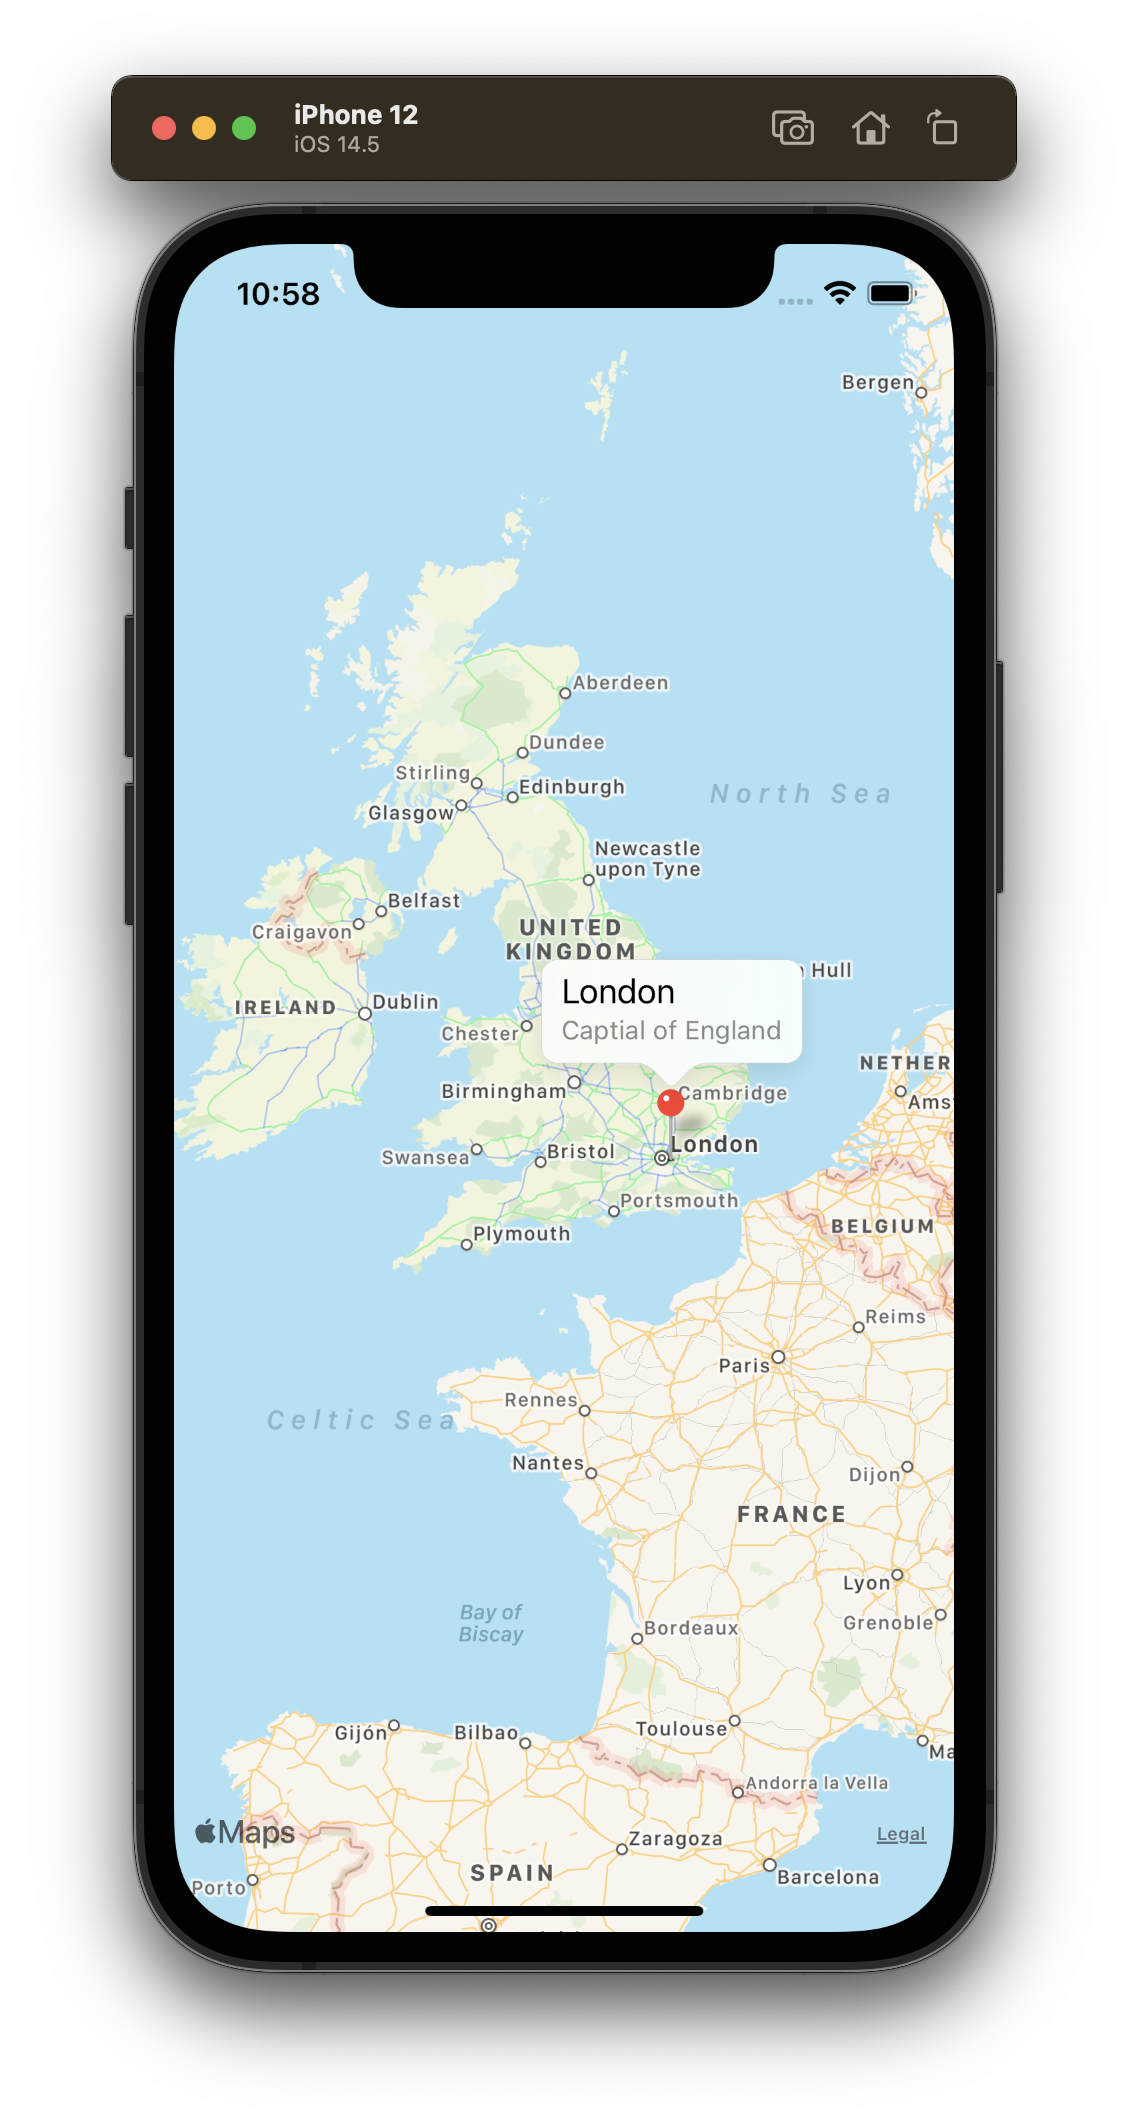 iPhone 12
iOS 14.5
10:58
Bergen
Aberdeen
Dundee
Stirling
Edinburgh
Glasgow
North Sea
Newcastle
upon Tyne
Belfast
Craigavon
UNITED
KINGDOM
Hull
London
Captial of England
IRELAND
Dublin
Chester
NETHER
Birmingham
Cambridge
Ams
London
Swansea
Bristol
Portsmouth
BELGIUM
Plymouth
Reims
Paris
Rennes
Celtic Sea
Nantes
Dijon
FRANCE
Lyon
Bay of
Biscay
Grenoble
Bordeaux
Gijón
Bilbao
Toulouse
Ma
Andorra la Vella
Maps
Legal
Zaragoza
SPAIN
Barcelona
Porto